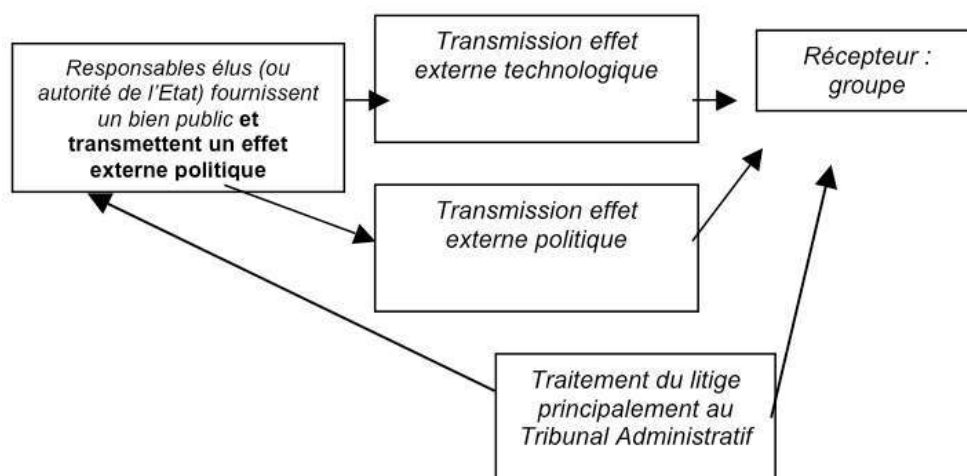 Responsables élus (ou
autorité de l'Etat) fournissent
un bien public et
transmettent un effet
externe politique
Transmission effet
externe technologique
Récepteur :
groupe
Transmission effet
externe politique
Traitement du litige
principalement au
Tribunal Administratif